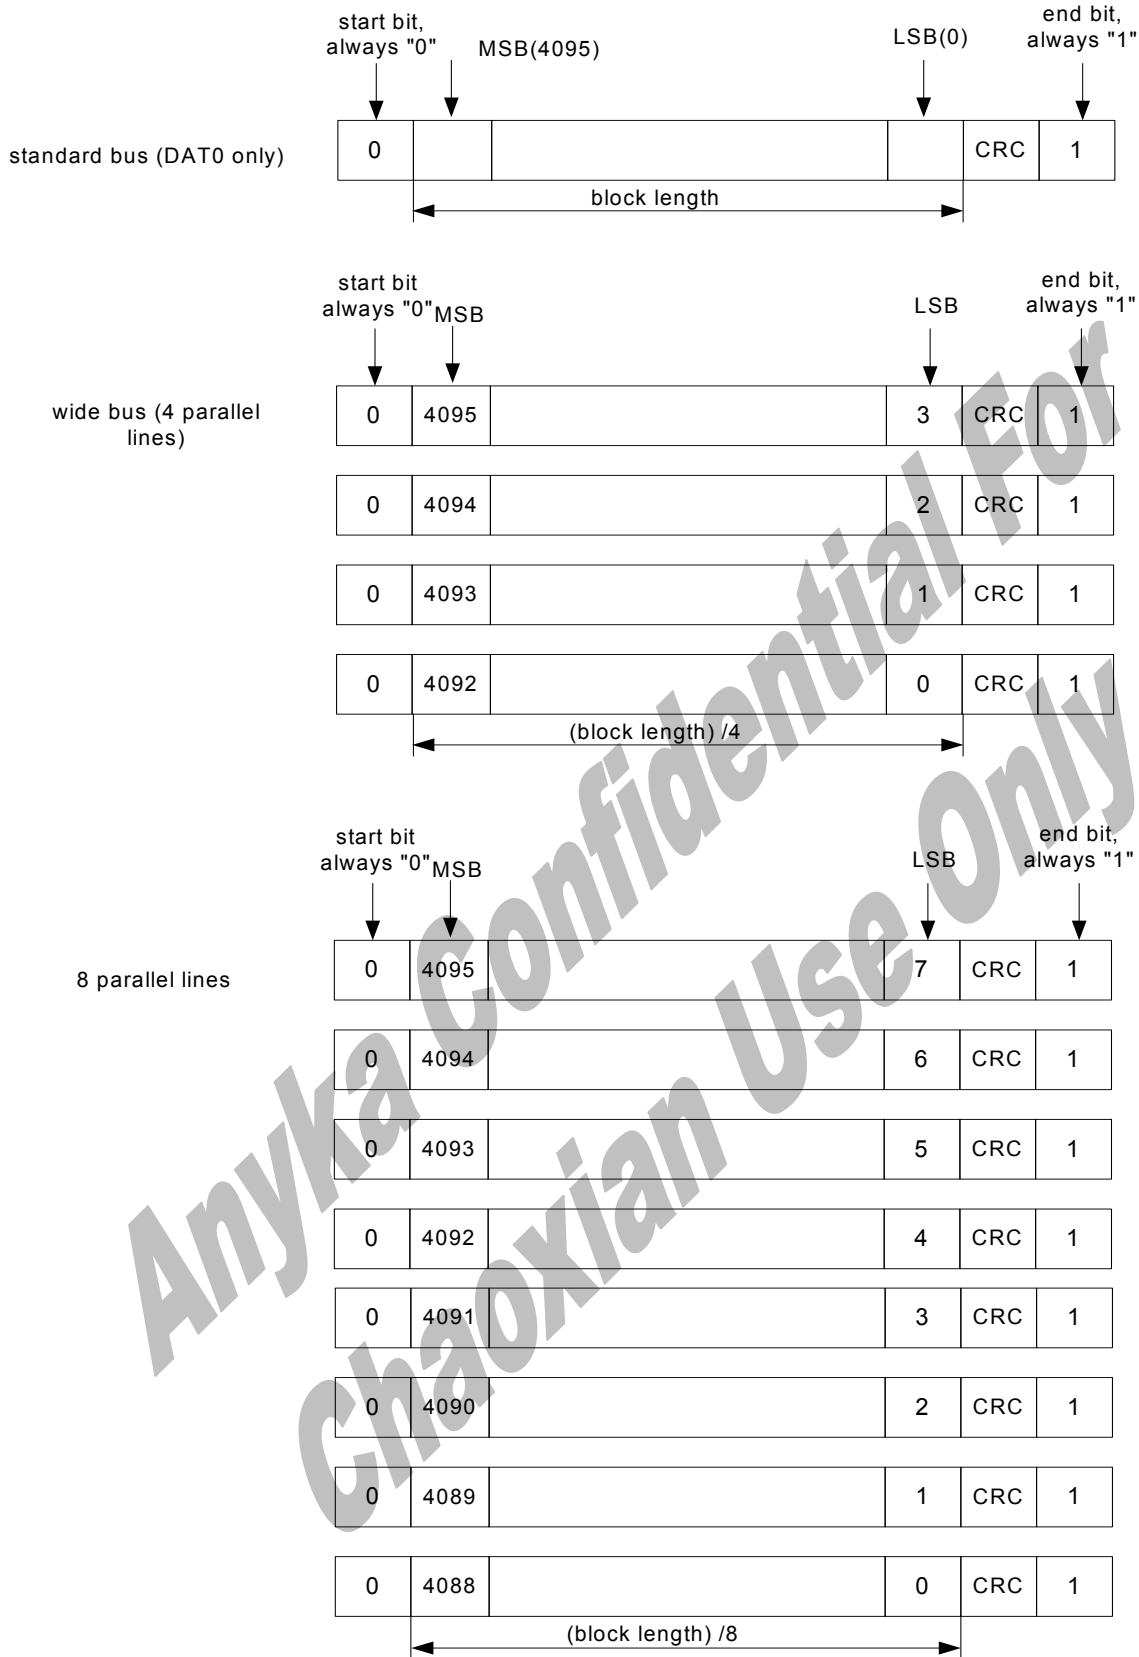 start bit,
always "0"
MSB(4095)
LSB(0)
end bit,
always "1"
standard bus (DAT0 only)
0
CRC
1
block length
start bit
always "0"
MSB
LSB
end bit,
always "1"
wide bus (4 parallel
lines)
0 4095 3 CRC 1
0 4094 2 CRC 1
0 4093 1 CRC 1
0 4092 0 CRC 1
(block length) /4
start bit
always "0"
MSB
LSB
end bit,
always "1"
8 parallel lines
0 4095 7 CRC 1
0 4094 6 CRC 1
0 4093 5 CRC 1
0 4092 4 CRC 1
0 4091 3 CRC 1
0 4090 2 CRC 1
0 4089 1 CRC 1
0 4088 0 CRC 1
(block length) /8
Anyka Confidential For
Chaoxian Use Only